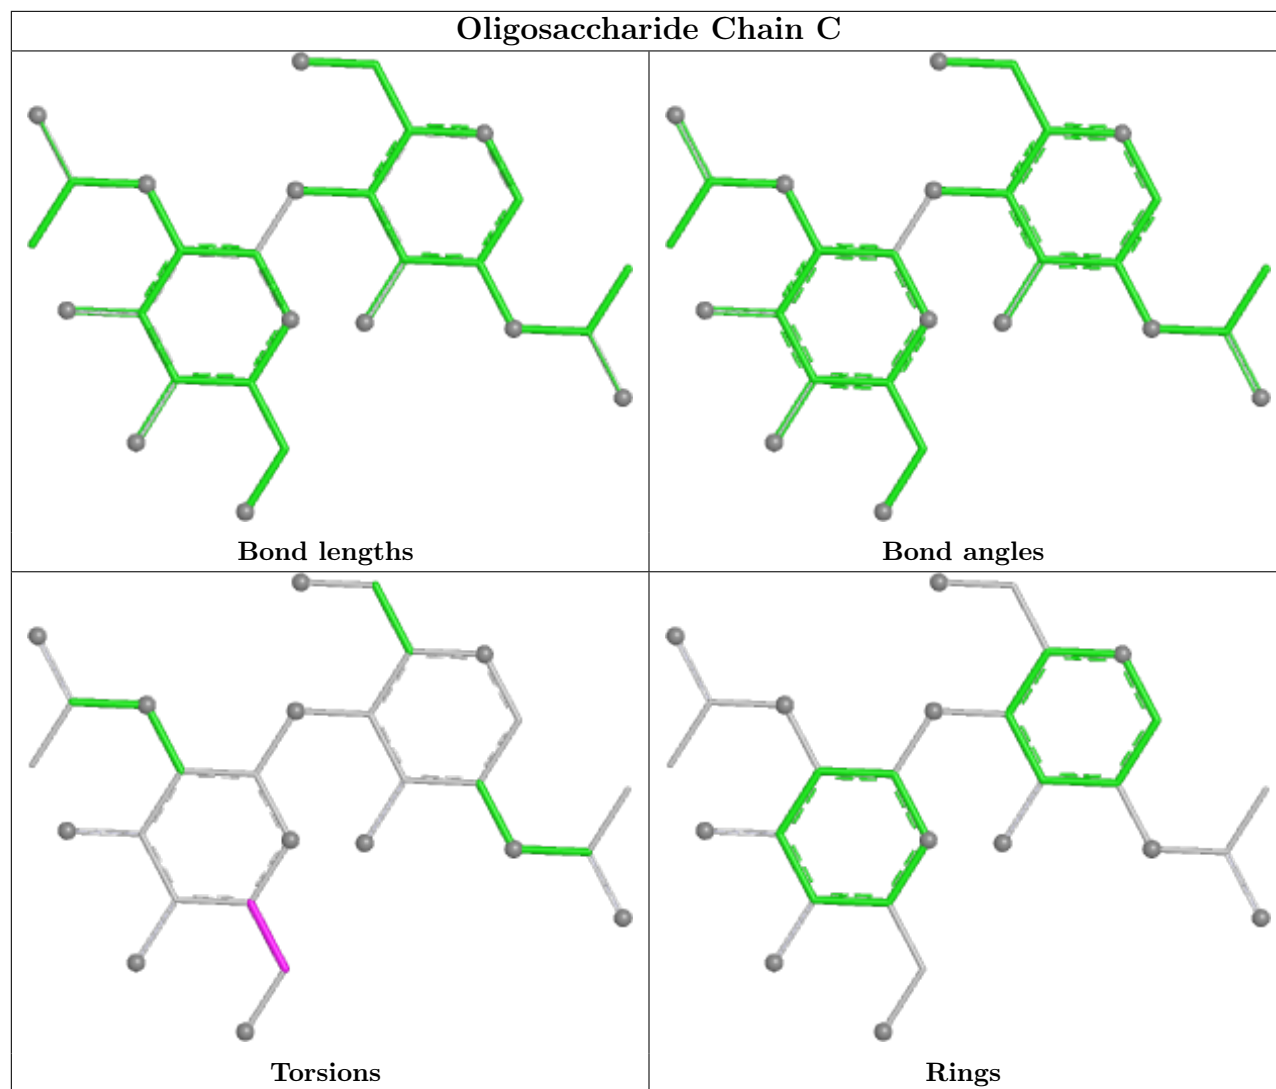 Oligosaccharide Chain C
Bond lengths
Bond angles
Torsions
Rings